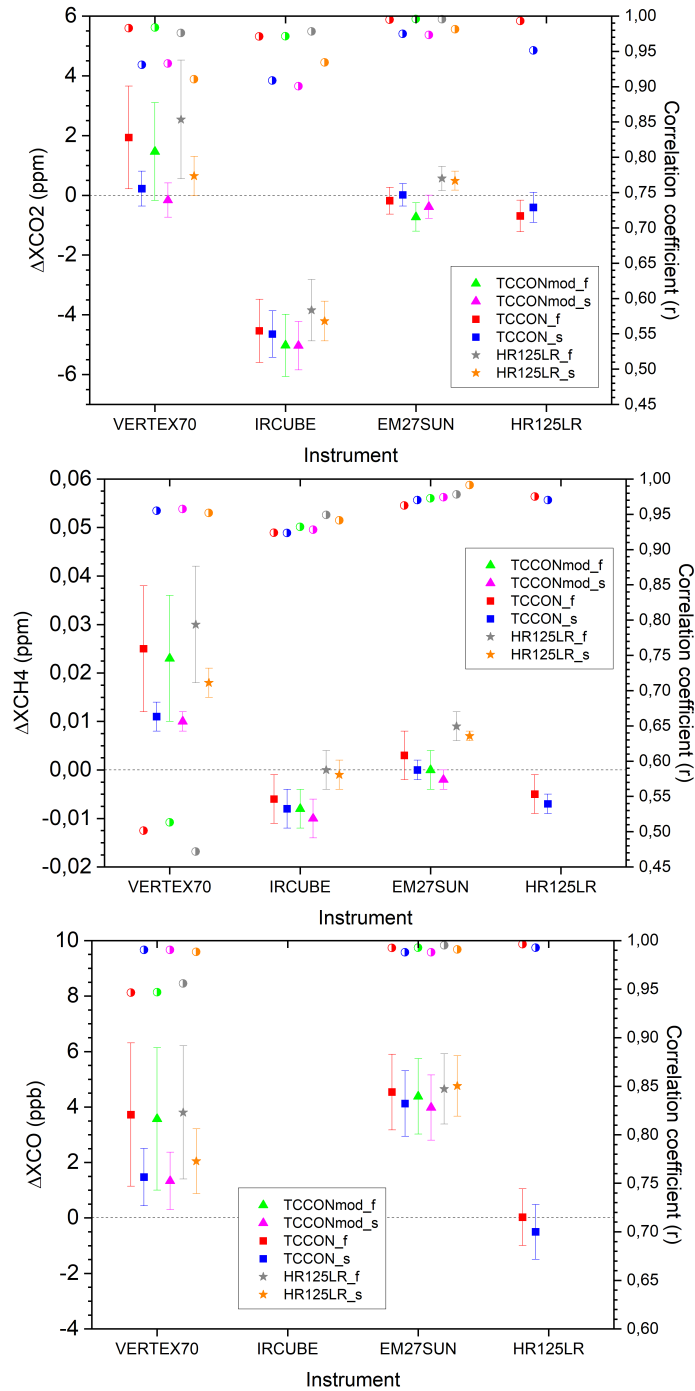 6
4
2
0
-2
-4
-6
ΔXCO2 (ppm)
1,00
0,95
0,90
0,85
0,80
0,75
0,70
0,65
0,60
0,55
0,50
0,45
Correlation coefficient (r)
TCCONmod_f
TCCONmod_s
TCCON_f
TCCON_s
HR125LR_f
HR125LR_s
VERTEX70 IRCUBE EM27SUN HR125LR
Instrument
0,06
0,05
0,04
0,03
0,02
0,01
0,00
-0,01
-0,02
ΔXCH4 (ppm)
1,00
0,95
0,90
0,85
0,80
0,75
0,70
0,65
0,60
0,55
0,50
0,45
Correlation coefficient (r)
TCCONmod_f
TCCONmod_s
TCCON_f
TCCON_s
HR125LR_f
HR125LR_s
VERTEX70 IRCUBE EM27SUN HR125LR
Instrument
10
8
6
4
2
0
-2
-4
ΔXCO (ppb)
1,00
0,95
0,90
0,85
0,80
0,75
0,70
0,65
0,60
Correlation coefficient (r)
TCCONmod_f
TCCONmod_s
TCCON_f
TCCON_s
HR125LR_f
HR125LR_s
VERTEX70 IRCUBE EM27SUN HR125LR
Instrument